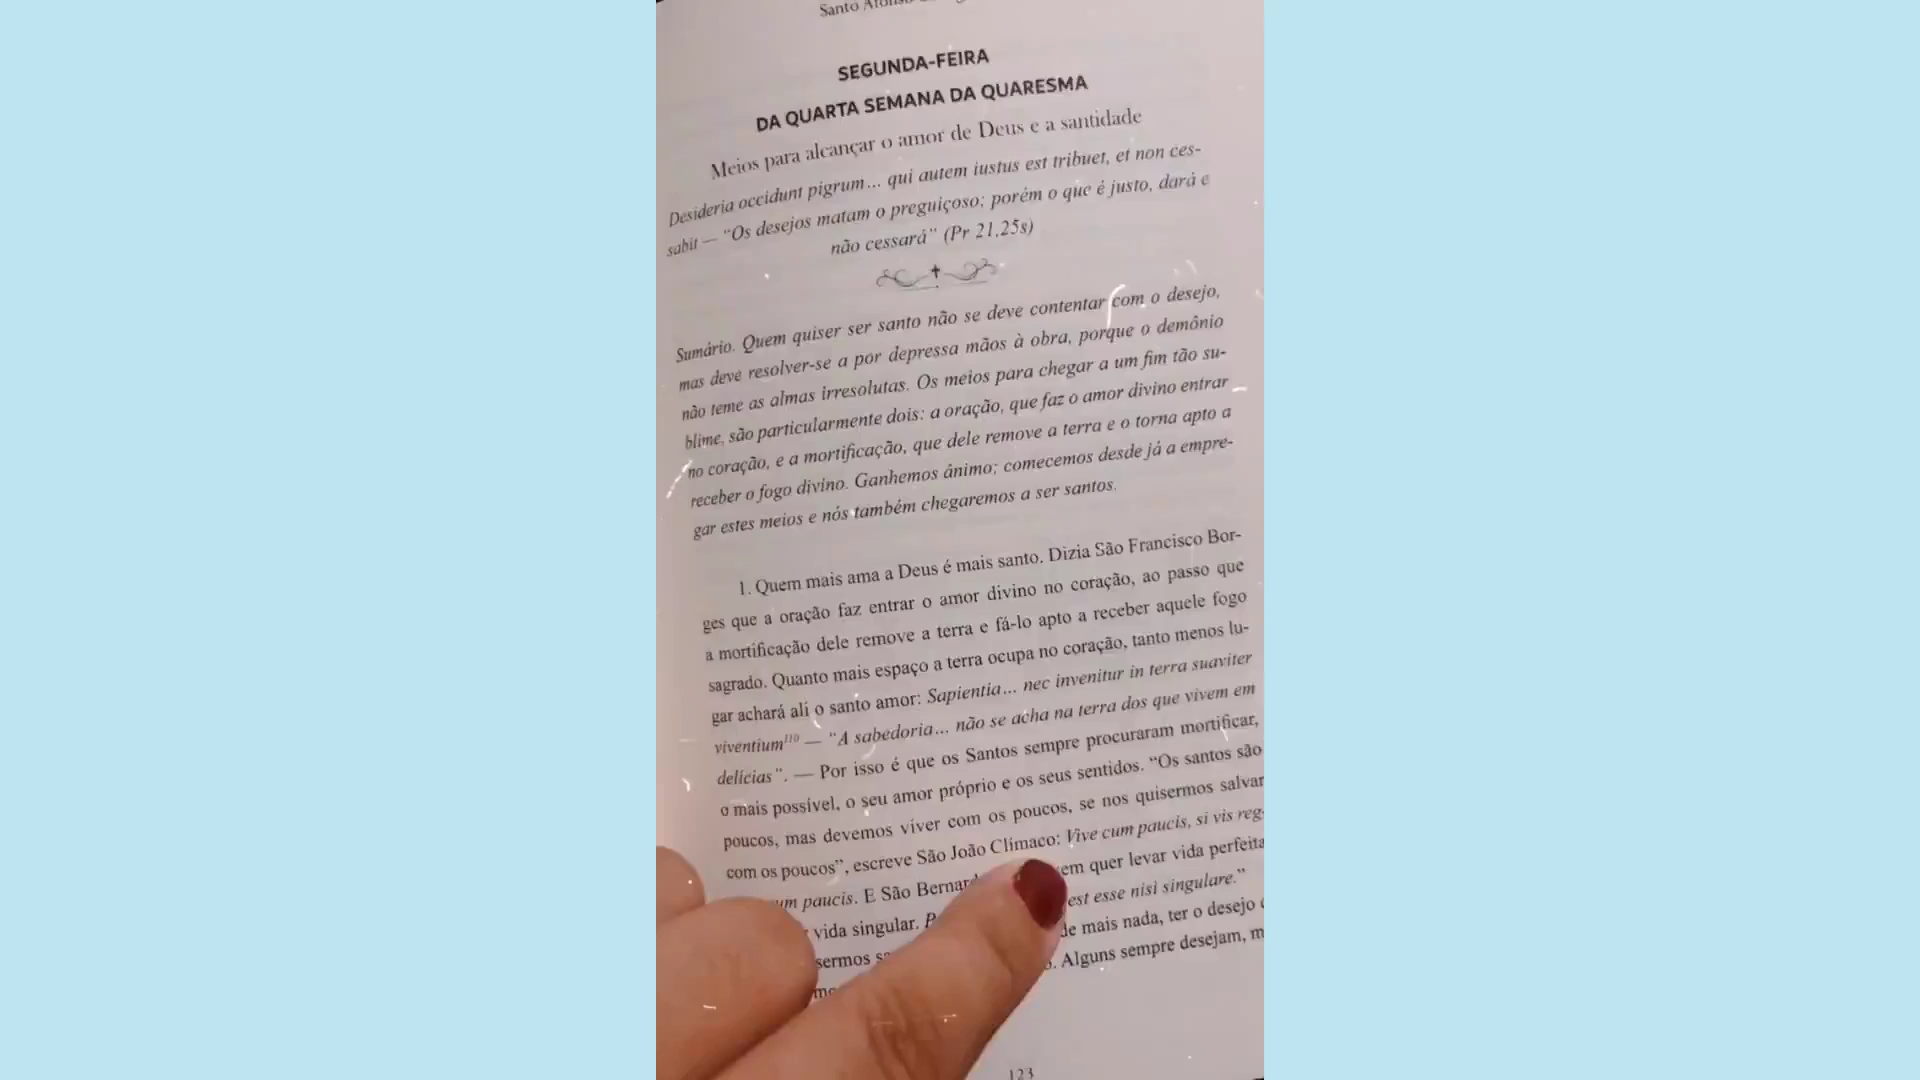 Santo
SEGUNDA-FEIRA
DA QUARTA SEMANA DA QUARESMA
Meios para alcançar o amor de Deus e a santidade
Desideria occidunt pigrum... qui autem iustus est tribuet, et non ces-
sabit — “Os desejos matam o preguiçoso; porém o que é justo, dará e
não cessará” (Pr 21,25s)
Sumário. Quem quiser ser santo não se deve contentar com o desejo,
mas deve resolver-se a por depressa mãos à obra, porque o demônio
não teme as almas irresolutas. Os meios para chegar a um fim tão su-
blime, são particularmente dois: a oração, que faz o amor divino entrar
no coração, e a mortificação, que dele remove a terra e o torna apto a
receber o fogo divino. Ganhemos ânimo; comecemos desde já a empre-
gar estes meios e nós também chegaremos a ser santos.
1. Quem mais ama a Deus é mais santo. Dizia São Francisco Bor-
ges que a oração faz entrar o amor divino no coração, ao passo que
a mortificação dele remove a terra e fá-lo apto a receber aquele fogo
sagrado. Quanto mais espaço a terra ocupa no coração, tanto menos lu-
gar achará ali o santo amor: Sapientia... nec invenitur in terra suaviter
viventium¹¹⁰ — “A sabedoria... não se acha na terra dos que vivem em
delícias”. — Por isso é que os Santos sempre procuraram mortificar,
o mais possível, o seu amor próprio e os seus sentidos. “Os santos são
poucos, mas devemos viver com os poucos, se nos quisermos salvar
com os poucos”, escreve São João Clímaco: Vive cum paucis, si vis reg-
um paucis. E São Bernard em quer levar vida perfeita
vida singular. est esse nisi singulare.”
sermos de mais nada, ter o desejo
Alguns sempre desejam, m
123